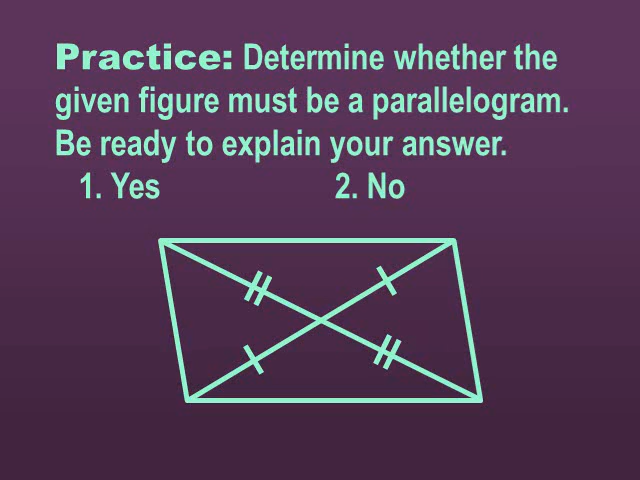 Practice: Determine whether the
given figure must be a parallelogram.
Be ready to explain your answer.
1. Yes 2. No